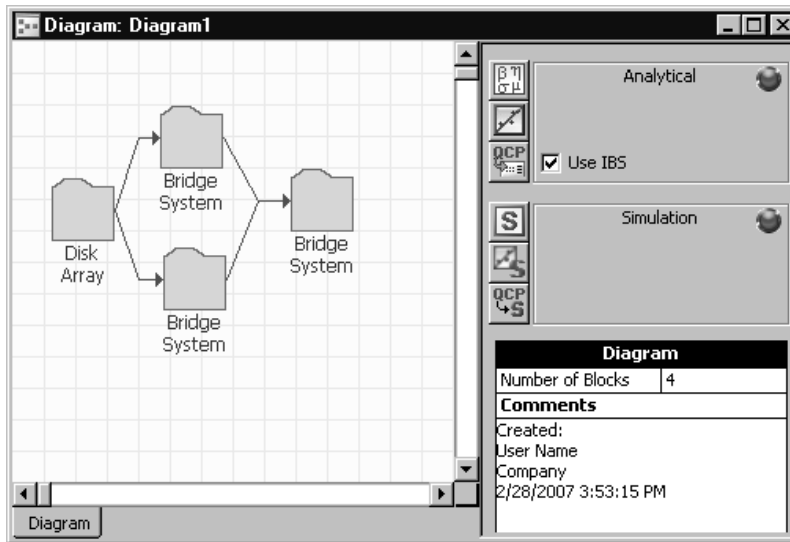 Diagram: Diagram1
Bridge
System
Disk
Array
Bridge
System
Bridge
System
Diagram
β η
σ μ
Analytical
QCP
Use IBS
S
Simulation
S
QCP
S
Diagram
Number of Blocks 4
Comments
Created:
User Name
Company
2/28/2007 3:53:15 PM